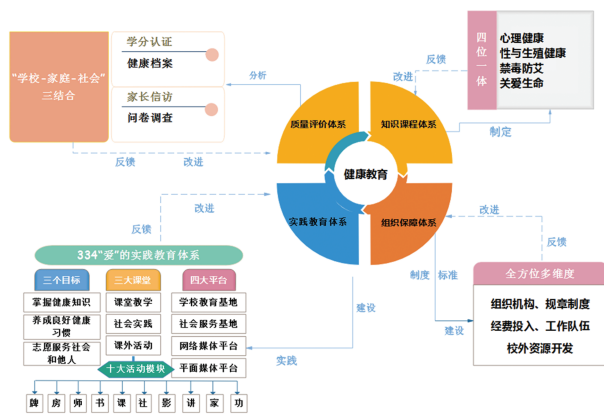 "学校-家庭-社会"
三结合
学分认证
健康档案
家长信访
问卷调查
分析
反馈
改进
四位一体
心理健康
性与生殖健康
禁毒防艾
关爱生命
反馈
改进
制定
质量评价体系
知识课程体系
健康教育
实践教育体系
组织保障体系
改进
反馈
334"爱"的实践教育体系
三个目标
掌握健康知识
养成良好健康
习惯
志愿服务社会
和他人
三大课堂
课堂教学
社会实践
课外活动
四大平台
学校教育基地
社会服务基地
网络媒体平台
平面媒体平台
十大活动模块
牌
房
师
书
课
社
影
讲
家
功
建设
实践
制度
标准
建设
改进
反馈
全方位多维度
组织机构、规章制度
经费投入、工作队伍
校外资源开发